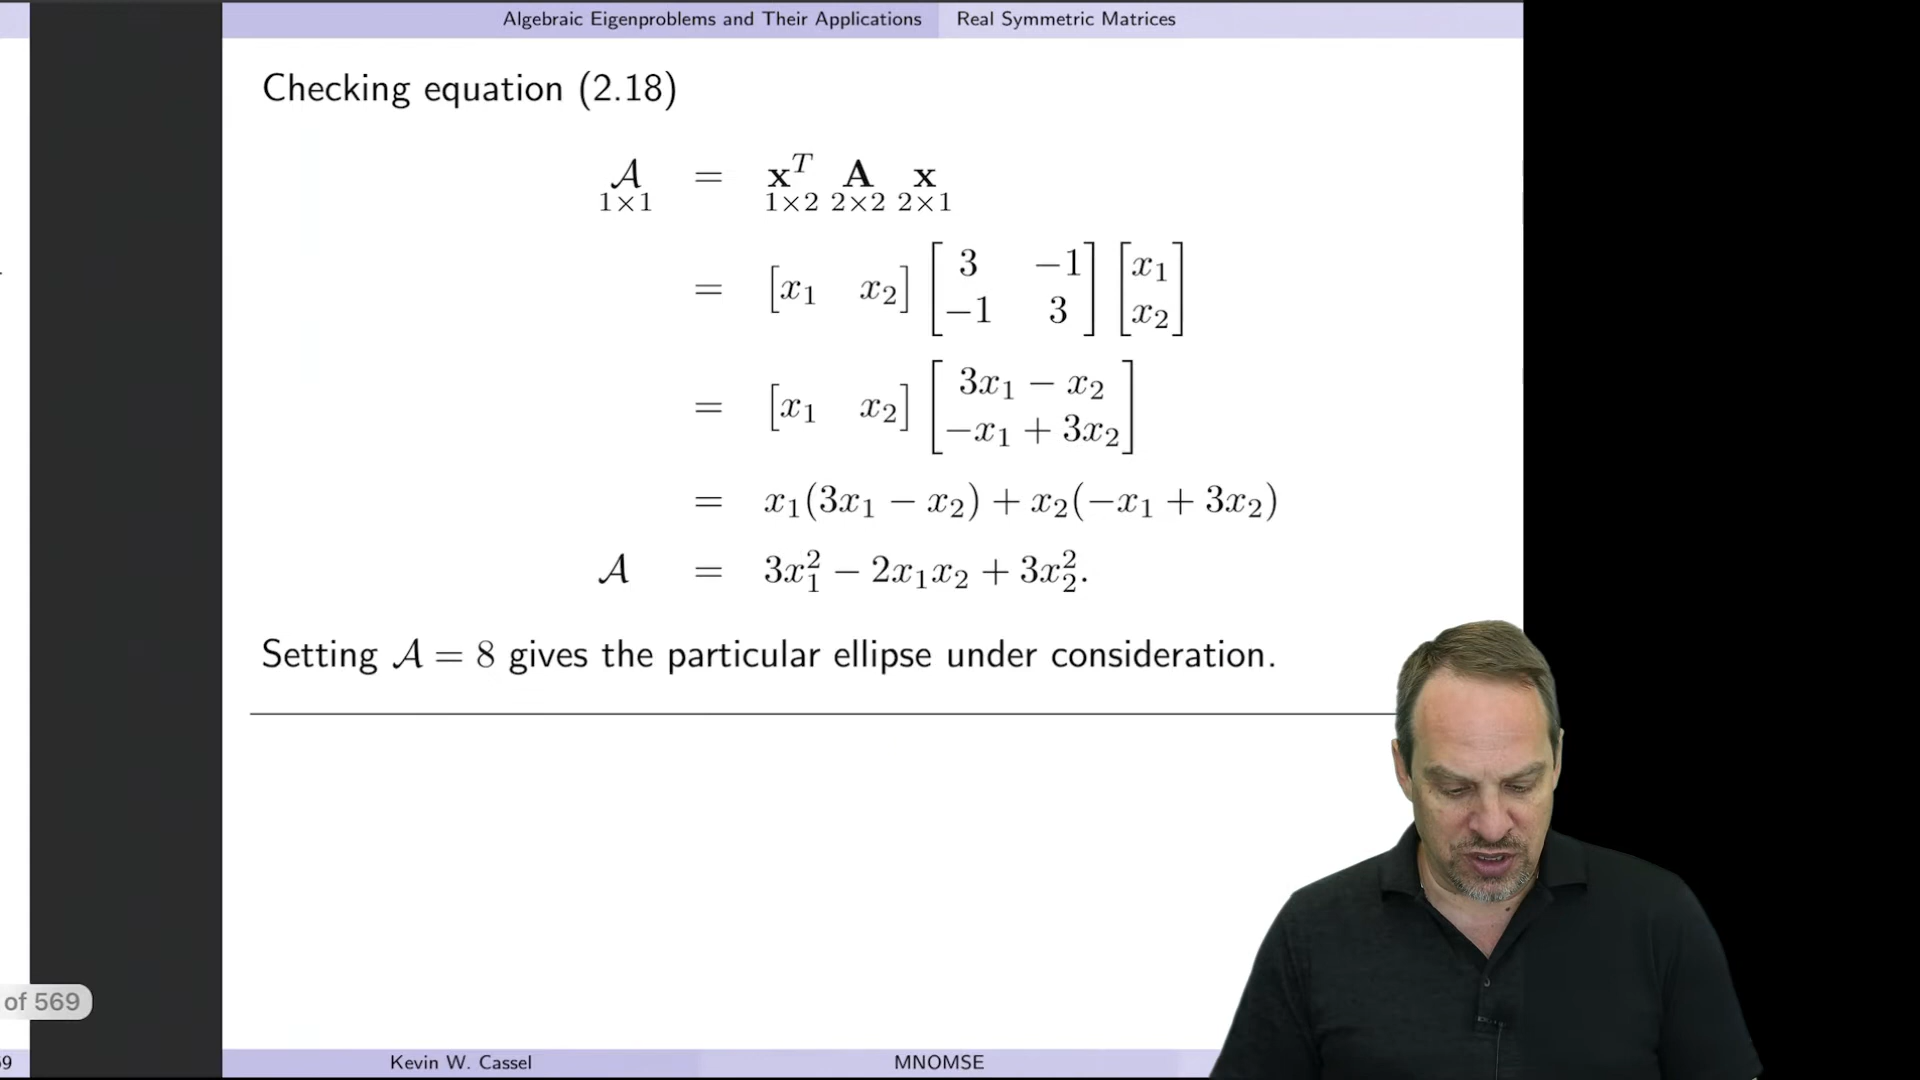 Algebraic Eigenproblems and Their Applications Real Symmetric Matrices
Checking equation (2.18)
𝒜 = x^T A x
1×1 1×2 2×2 2×1
= [x₁ x₂] [3 −1; −1 3] [x₁; x₂]
= [x₁ x₂] [3x₁ − x₂; −x₁ + 3x₂]
= x₁(3x₁ − x₂) + x₂(−x₁ + 3x₂)
𝒜 = 3x₁² − 2x₁x₂ + 3x₂².
Setting 𝒜 = 8 gives the particular ellipse under consideration.
of 569
9 Kevin W. Cassel MNOMSE